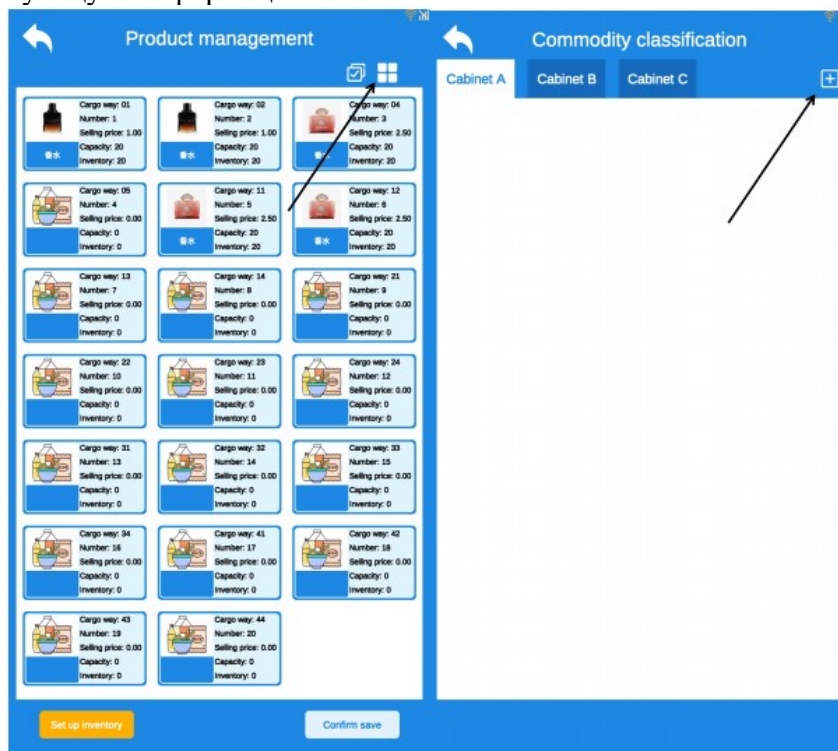 Product management
Cargo way: 01
Number: 1
Selling price: 1.00
Capacity: 20
Inventory: 20
香水
Cargo way: 02
Number: 2
Selling price: 1.00
Capacity: 20
Inventory: 20
香水
Cargo way: 04
Number: 3
Selling price: 2.50
Capacity: 20
Inventory: 20
香水
Cargo way: 05
Number: 4
Selling price: 0.00
Capacity: 0
Inventory: 0
Cargo way: 11
Number: 5
Selling price: 2.50
Capacity: 20
Inventory: 20
香水
Cargo way: 12
Number: 6
Selling price: 2.50
Capacity: 20
Inventory: 20
香水
Cargo way: 13
Number: 7
Selling price: 0.00
Capacity: 0
Inventory: 0
Cargo way: 14
Number: 8
Selling price: 0.00
Capacity: 0
Inventory: 0
Cargo way: 21
Number: 9
Selling price: 0.00
Capacity: 0
Inventory: 0
Cargo way: 22
Number: 10
Selling price: 0.00
Capacity: 0
Inventory: 0
Cargo way: 23
Number: 11
Selling price: 0.00
Capacity: 0
Inventory: 0
Cargo way: 24
Number: 12
Selling price: 0.00
Capacity: 0
Inventory: 0
Cargo way: 31
Number: 13
Selling price: 0.00
Capacity: 0
Inventory: 0
Cargo way: 32
Number: 14
Selling price: 0.00
Capacity: 0
Inventory: 0
Cargo way: 33
Number: 15
Selling price: 0.00
Capacity: 0
Inventory: 0
Cargo way: 34
Number: 16
Selling price: 0.00
Capacity: 0
Inventory: 0
Cargo way: 41
Number: 17
Selling price: 0.00
Capacity: 0
Inventory: 0
Cargo way: 42
Number: 18
Selling price: 0.00
Capacity: 0
Inventory: 0
Cargo way: 43
Number: 19
Selling price: 0.00
Capacity: 0
Inventory: 0
Cargo way: 44
Number: 20
Selling price: 0.00
Capacity: 0
Inventory: 0
Set up inventory
Confirm save
Commodity classification
Cabinet A
Cabinet B
Cabinet C